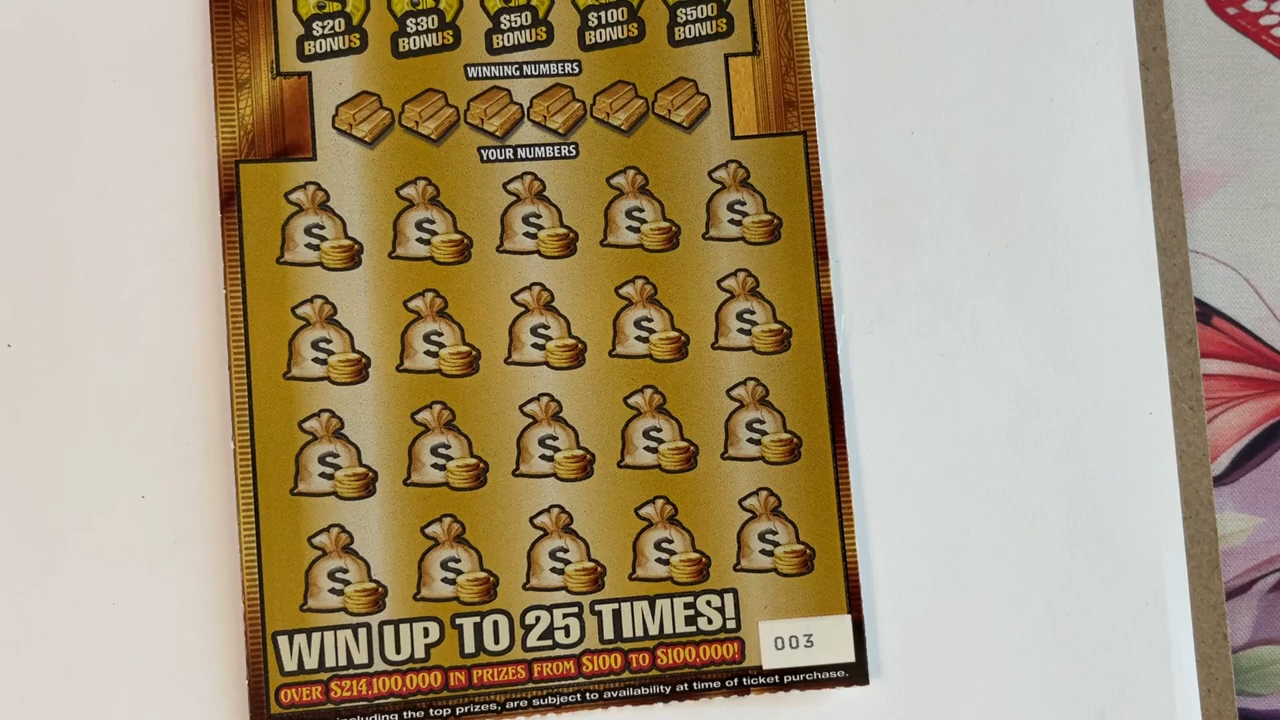 $20 BONUS
$30 BONUS
$50 BONUS
$100 BONUS
$500 BONUS
WINNING NUMBERS
YOUR NUMBERS
$ $ $ $ $
$ $ $ $ $
$ $ $ $ $
$ $ $ $ $
WIN UP TO 25 TIMES!
OVER $214,100,000 IN PRIZES FROM $100 TO $100,000!
003
including the top prizes, are subject to availability at time of ticket purchase.